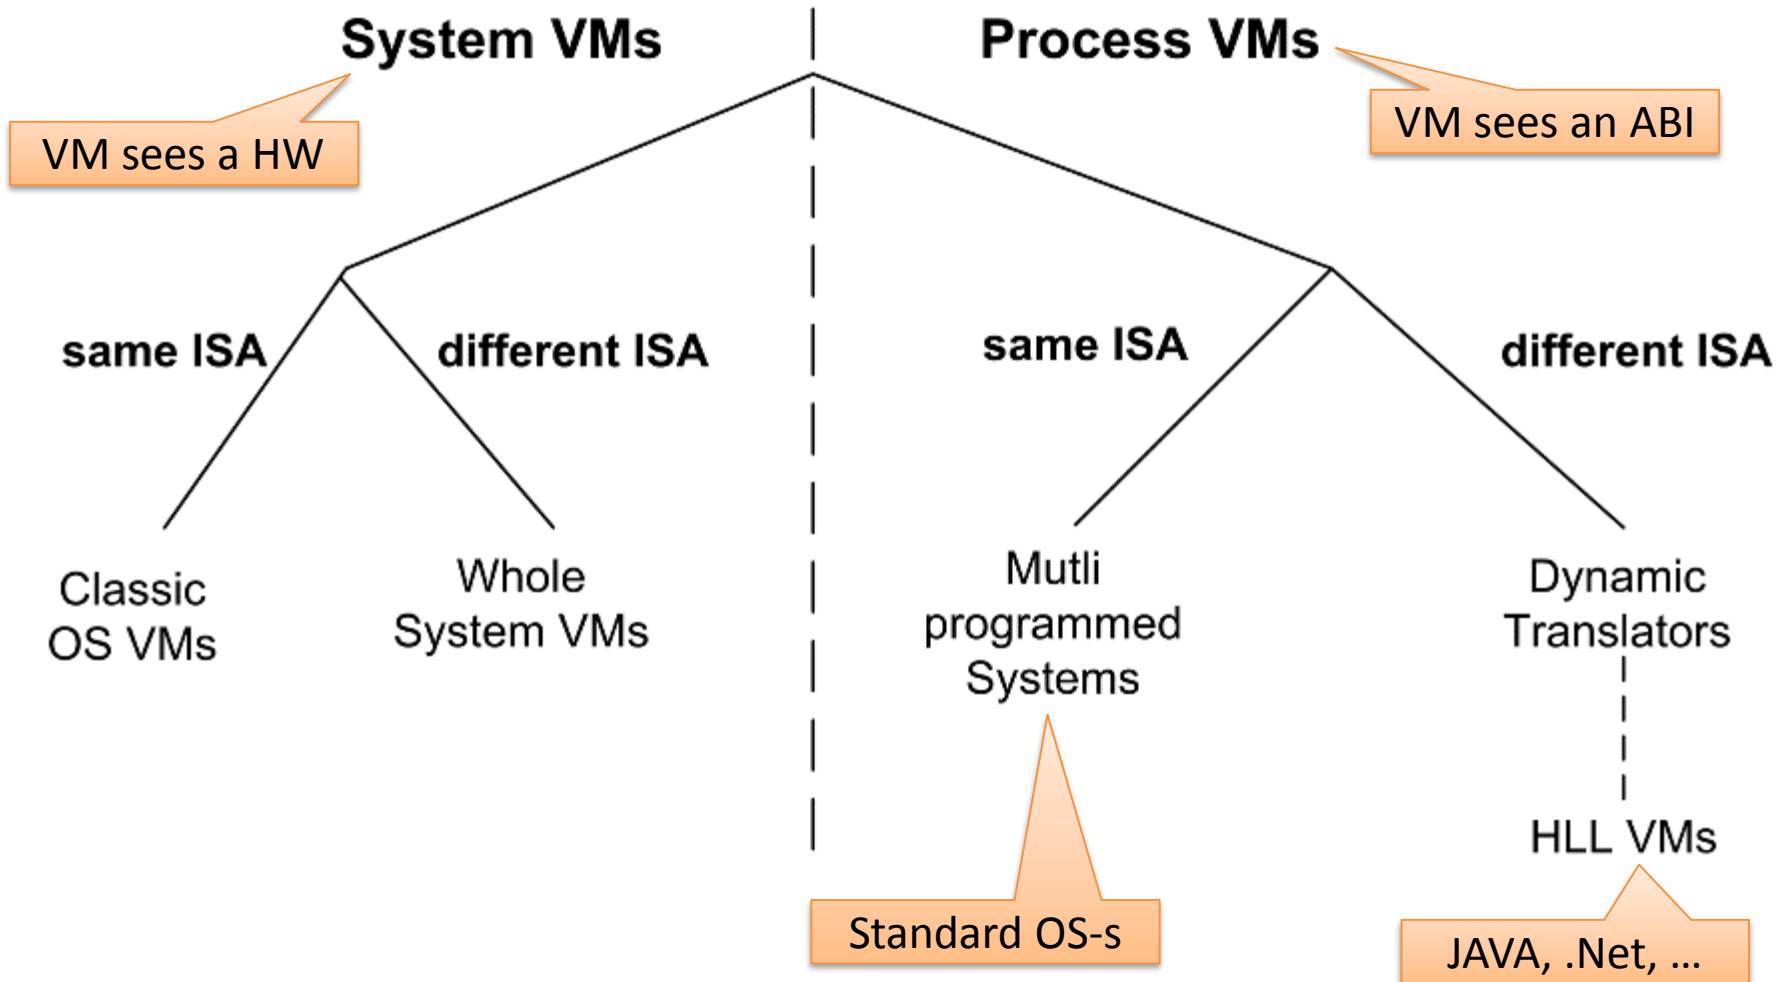 System VMs
Process VMs
VM sees a HW
VM sees an ABI
same ISA
different ISA
same ISA
different ISA
Classic
OS VMs
Whole
System VMs
Mutli
programmed
Systems
Dynamic
Translators
HLL VMs
Standard OS-s
JAVA, .Net, ...